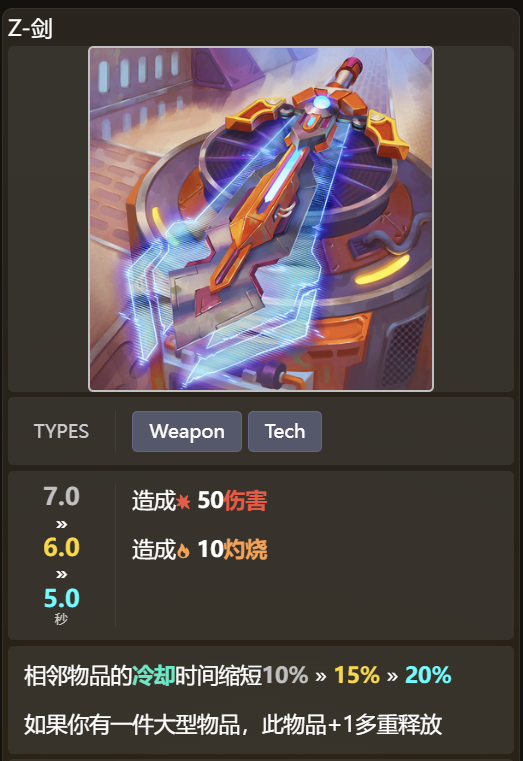 Z-剑
TYPES
Weapon
Tech
7.0
»
6.0
»
5.0
秒
造成 50伤害
造成 10灼烧
相邻物品的冷却时间缩短10% » 15% » 20%
如果你有一件大型物品，此物品+1多重释放